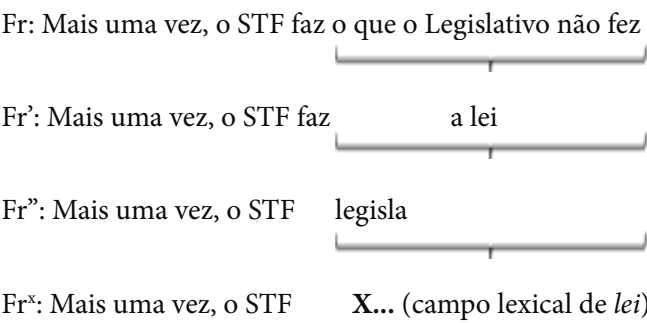 Fr: Mais uma vez, o STF faz o que o Legislativo não fez
Fr’: Mais uma vez, o STF faz a lei
Fr”: Mais uma vez, o STF legisla
Frˣ: Mais uma vez, o STF X... (campo lexical de lei)